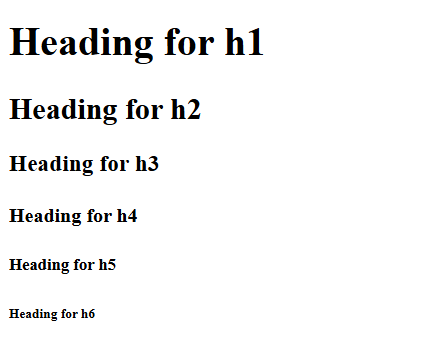 Heading for h1
Heading for h2
Heading for h3
Heading for h4
Heading for h5
Heading for h6